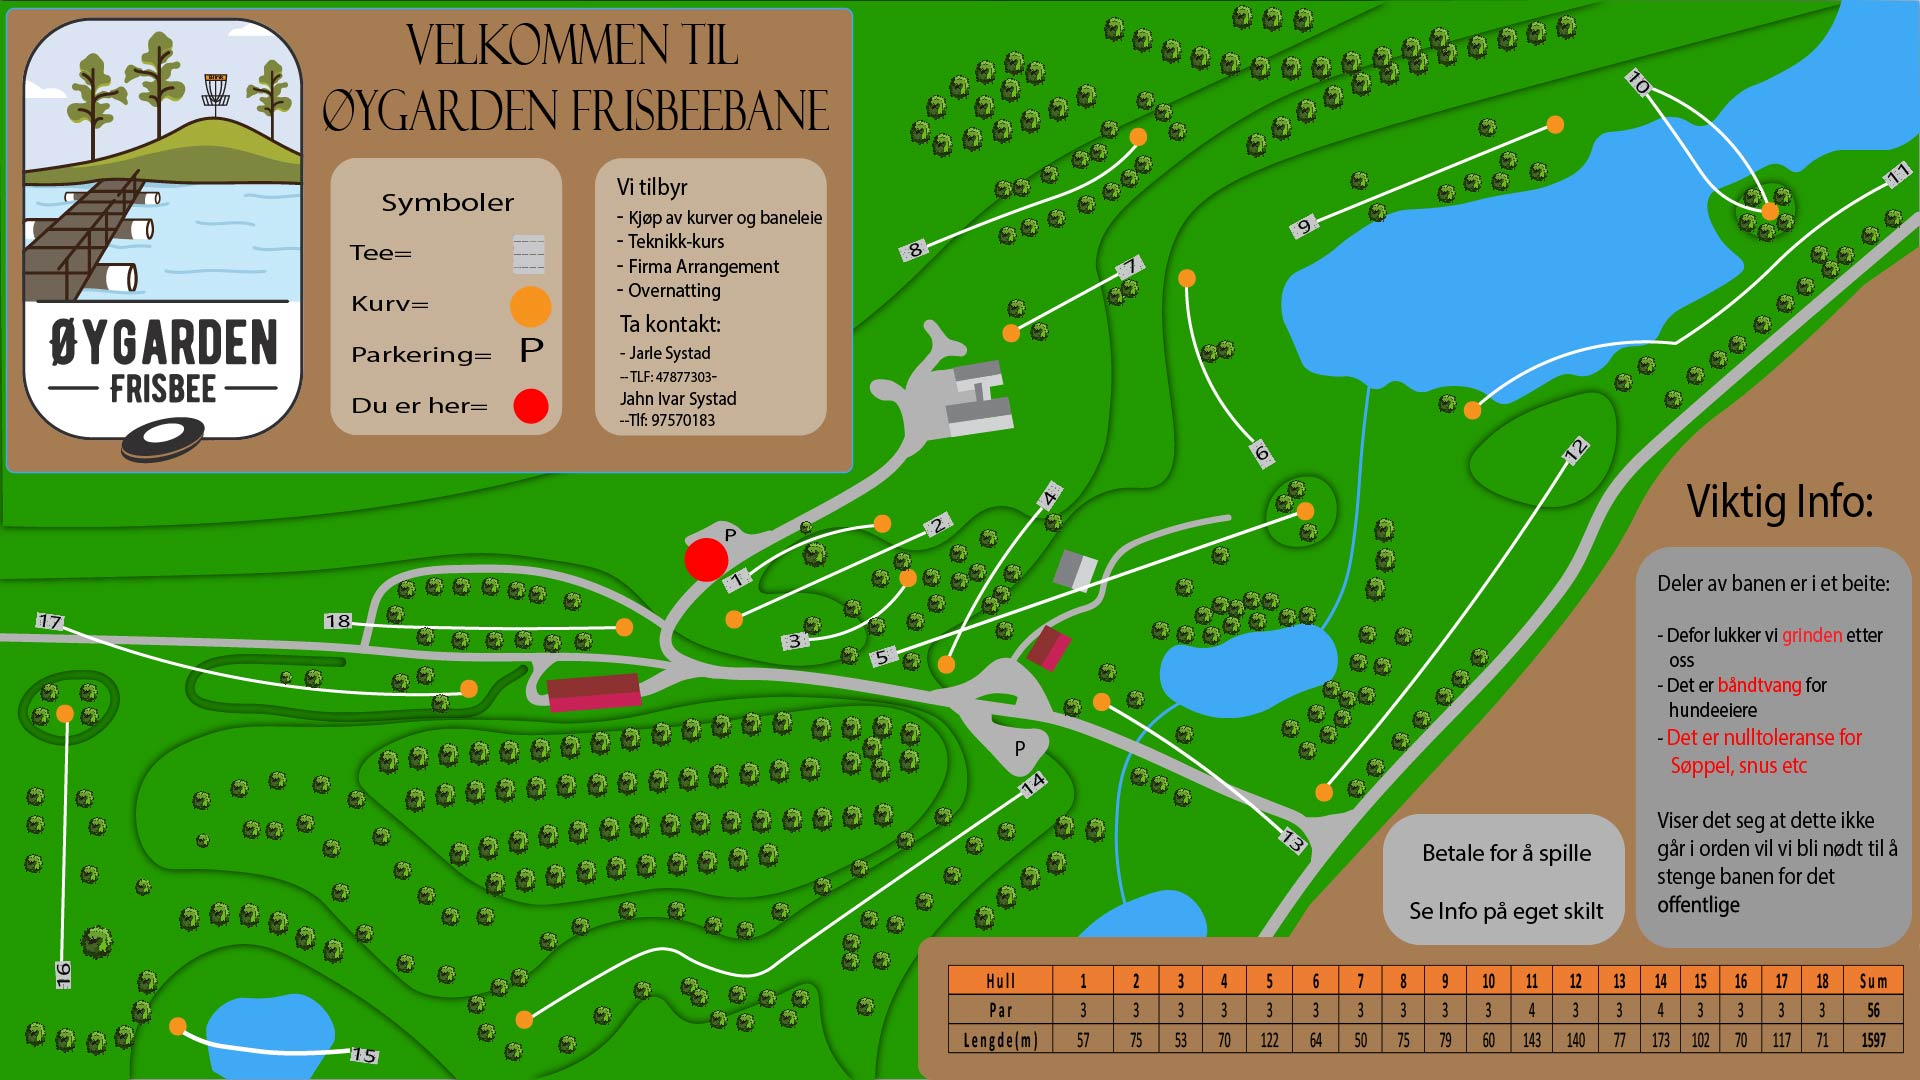 VELKOMMEN TIL
ØYGARDEN FRISBEEBANE
BLINK
ØYGARDEN
FRISBEE
Symboler
Tee=
Kurv=
Parkering= P
Du er her=
Vi tilbyr
- Kjøp av kurver og baneleie
- Teknikk-kurs
- Firma Arrangement
- Overnatting
Ta kontakt:
- Jarle Systad
-- TLF: 47877303-
Jahn Ivar Systad
--Tlf: 97570183
10
11
9
8
7
6
12
4
2
P
1
17
18
3
5
P
14
13
16
15
Viktig Info:
Deler av banen er i et beite:
- Defor lukker vi grinden etter
oss
- Det er båndtvang for
hundeeiere
- Det er nulltoleranse for
Søppel, snus etc
Viser det seg at dette ikke
går i orden vil vi bli nødt til å
stenge banen for det
offentlige
Betale for å spille
Se Info på eget skilt
Hull 1 2 3 4 5 6 7 8 9 10 11 12 13 14 15 16 17 18 Sum
Par 3 3 3 3 3 3 3 3 3 3 4 3 3 4 3 3 3 3 56
Lengde(m) 57 75 53 70 122 64 50 75 79 60 143 140 77 173 102 70 117 71 1597